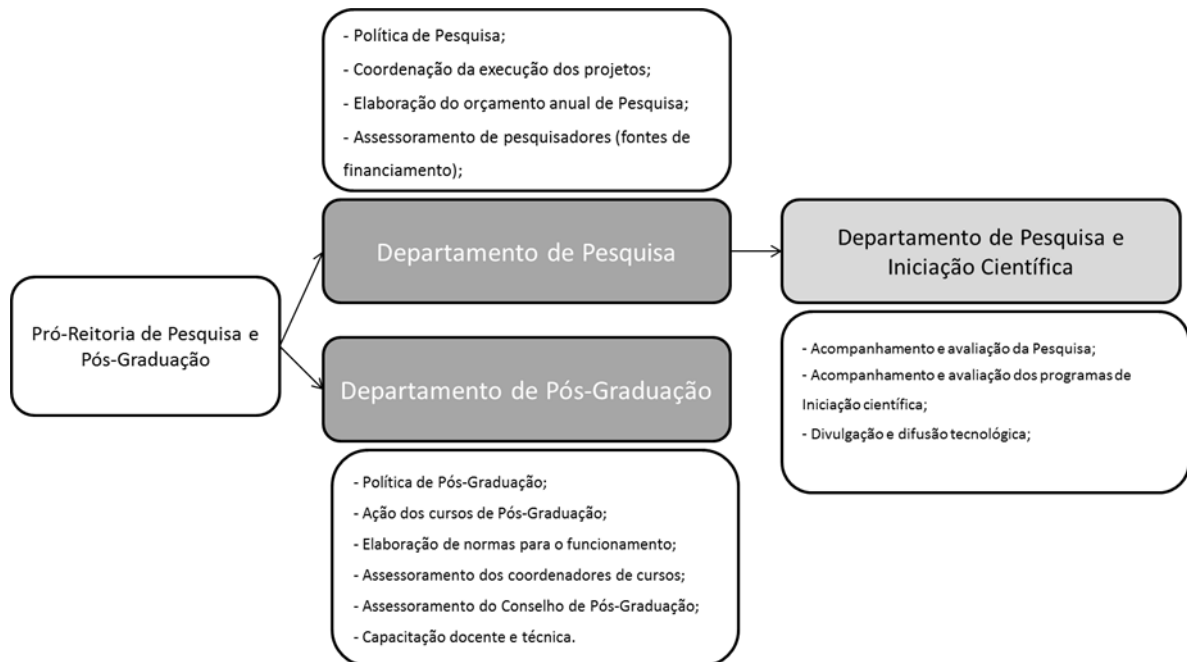 - Política de Pesquisa;
- Coordenação da execução dos projetos;
- Elaboração do orçamento anual de Pesquisa;
- Assessoramento de pesquisadores (fontes de
financiamento);
Departamento de Pesquisa
Departamento de Pesquisa e
Iniciação Científica
Pró-Reitoria de Pesquisa e
Pós-Graduação
Departamento de Pós-Graduação
- Acompanhamento e avaliação da Pesquisa;
- Acompanhamento e avaliação dos programas de
Iniciação científica;
- Divulgação e difusão tecnológica;
- Política de Pós-Graduação;
- Ação dos cursos de Pós-Graduação;
- Elaboração de normas para o funcionamento;
- Assessoramento dos coordenadores de cursos;
- Assessoramento do Conselho de Pós-Graduação;
- Capacitação docente e técnica.